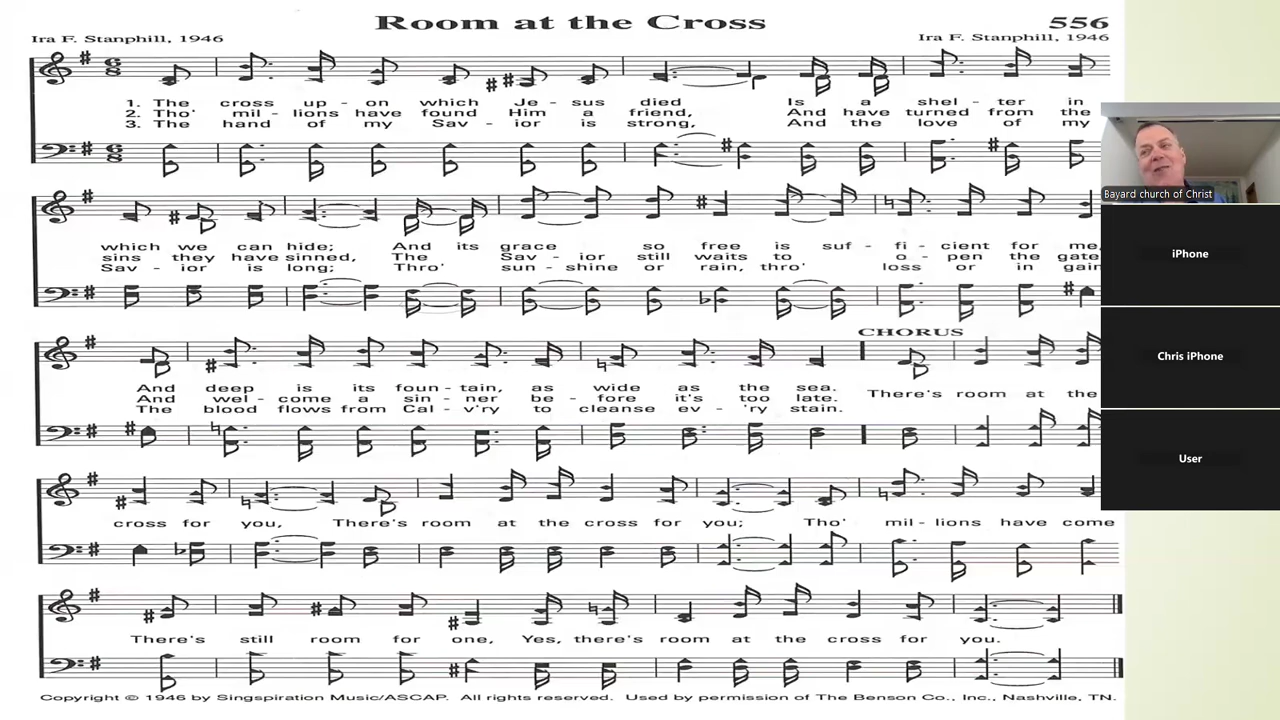 Room at the Cross
556
Ira F. Stanphill, 1946
Ira F. Stanphill, 1946
1. The cross up - on which Je - sus died Is a shel - ter in
2. Tho' mil - lions have found Him a friend, And have turned from the
3. The hand of my Sav - ior is strong, And the love of my
Bayard church of Christ
which we can hide; And its grace so free is suf - fi - cient for me,
sins they have sinned, The Sav - ior still waits to o - pen the gate
Sav - ior is long; Thro' sun - shine or rain, thro' loss or in gain
iPhone
CHORUS
And deep is its foun - tain, as wide as the sea. There's room at the
And wel - come a sin - ner be - fore it's too late.
The blood flows from Cal - v'ry to cleanse ev - 'ry stain.
Chris iPhone
User
cross for you, There's room at the cross for you; Tho' mil - lions have come
There's still room for one, Yes, there's room at the cross for you.
Copyright © 1946 by Singspiration Music/ASCAP. All rights reserved. Used by permission of The Benson Co., Inc., Nashville, TN.